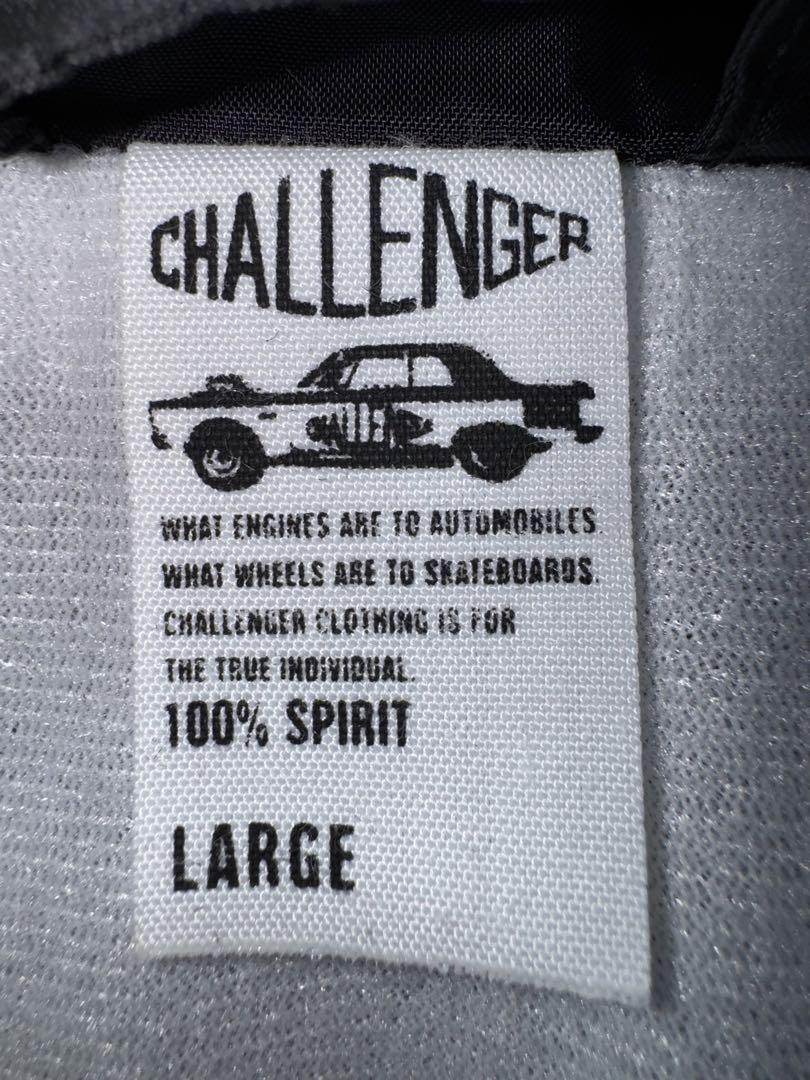 CHALLENGER
CHALLENGER
WHAT ENGINES ARE TO AUTOMOBILES
WHAT WHEELS ARE TO SKATEBOARDS.
CHALLENGER CLOTHING IS FOR
THE TRUE INDIVIDUAL.
100% SPIRIT
LARGE